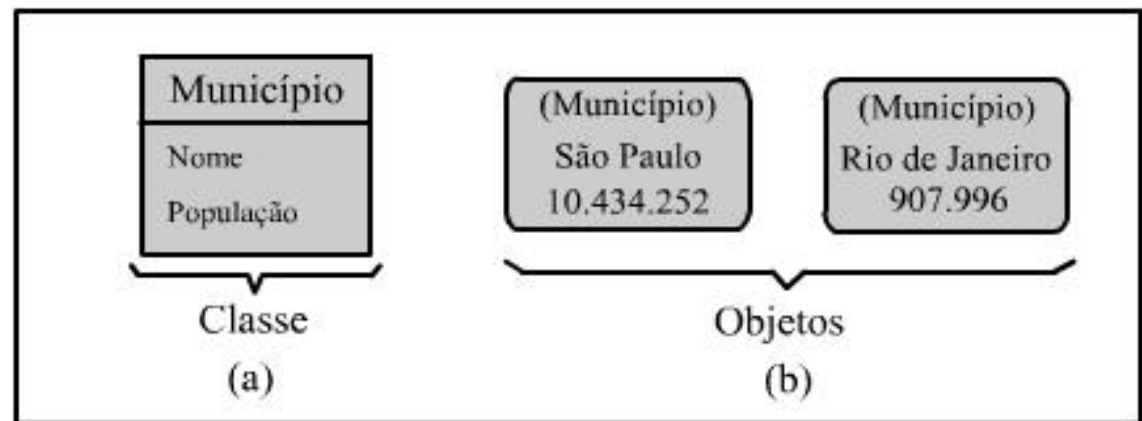 Município
Nome
População
Classe
(a)
(Município)
São Paulo
10.434.252
(Município)
Rio de Janeiro
907.996
Objetos
(b)